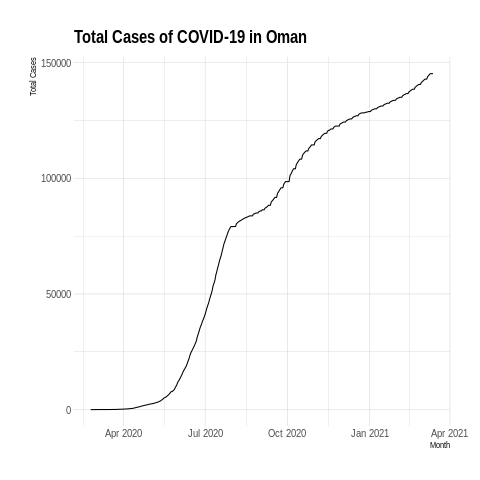 Total Cases of COVID-19 in Oman
Total Cases
150000
100000
50000
0
Apr 2020 Jul 2020 Oct 2020 Jan 2021 Apr 2021
Month